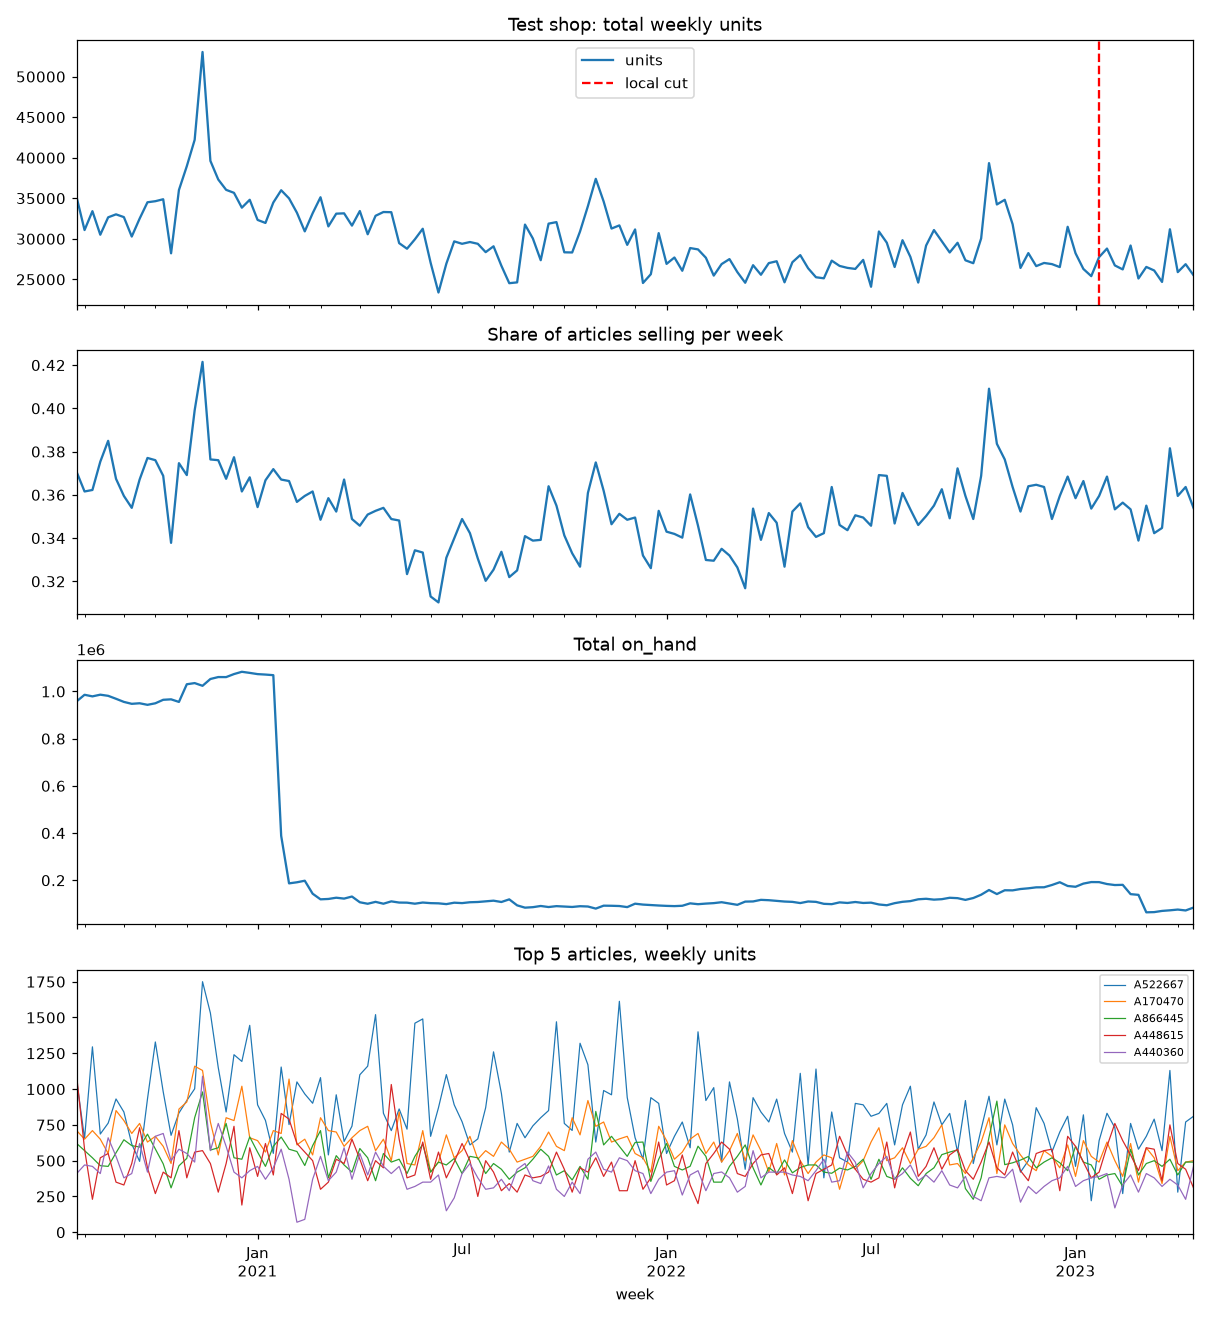 Test shop: total weekly units
units
local cut
50000
45000
40000
35000
30000
25000
Share of articles selling per week
0.42
0.40
0.38
0.36
0.34
0.32
Total on_hand
1e6
1.0
0.8
0.6
0.4
0.2
Top 5 articles, weekly units
A522667
A170470
A866445
A448615
A440360
1750
1500
1250
1000
750
500
250
0
Jan
2021
Jul
Jan
2022
Jul
Jan
2023
week